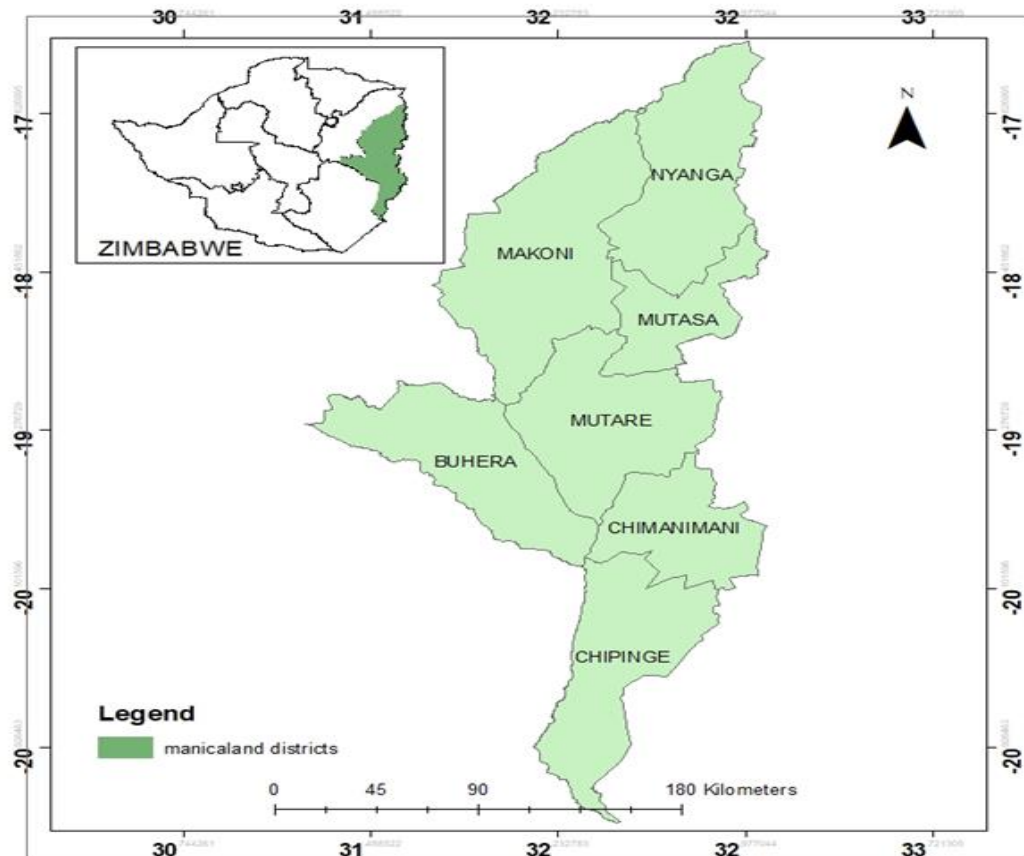 30 31 32 32 33
N
-17 -17
NYANGA
ZIMBABWE
MAKONI
-18 -18
MUTASA
MUTARE
-19 -19
BUHERA
CHIMANIMANI
-20 -20
CHIPINGE
Legend
manicaland districts
-20 -20
0 45 90 180 Kilometers
30 31 32 32 33